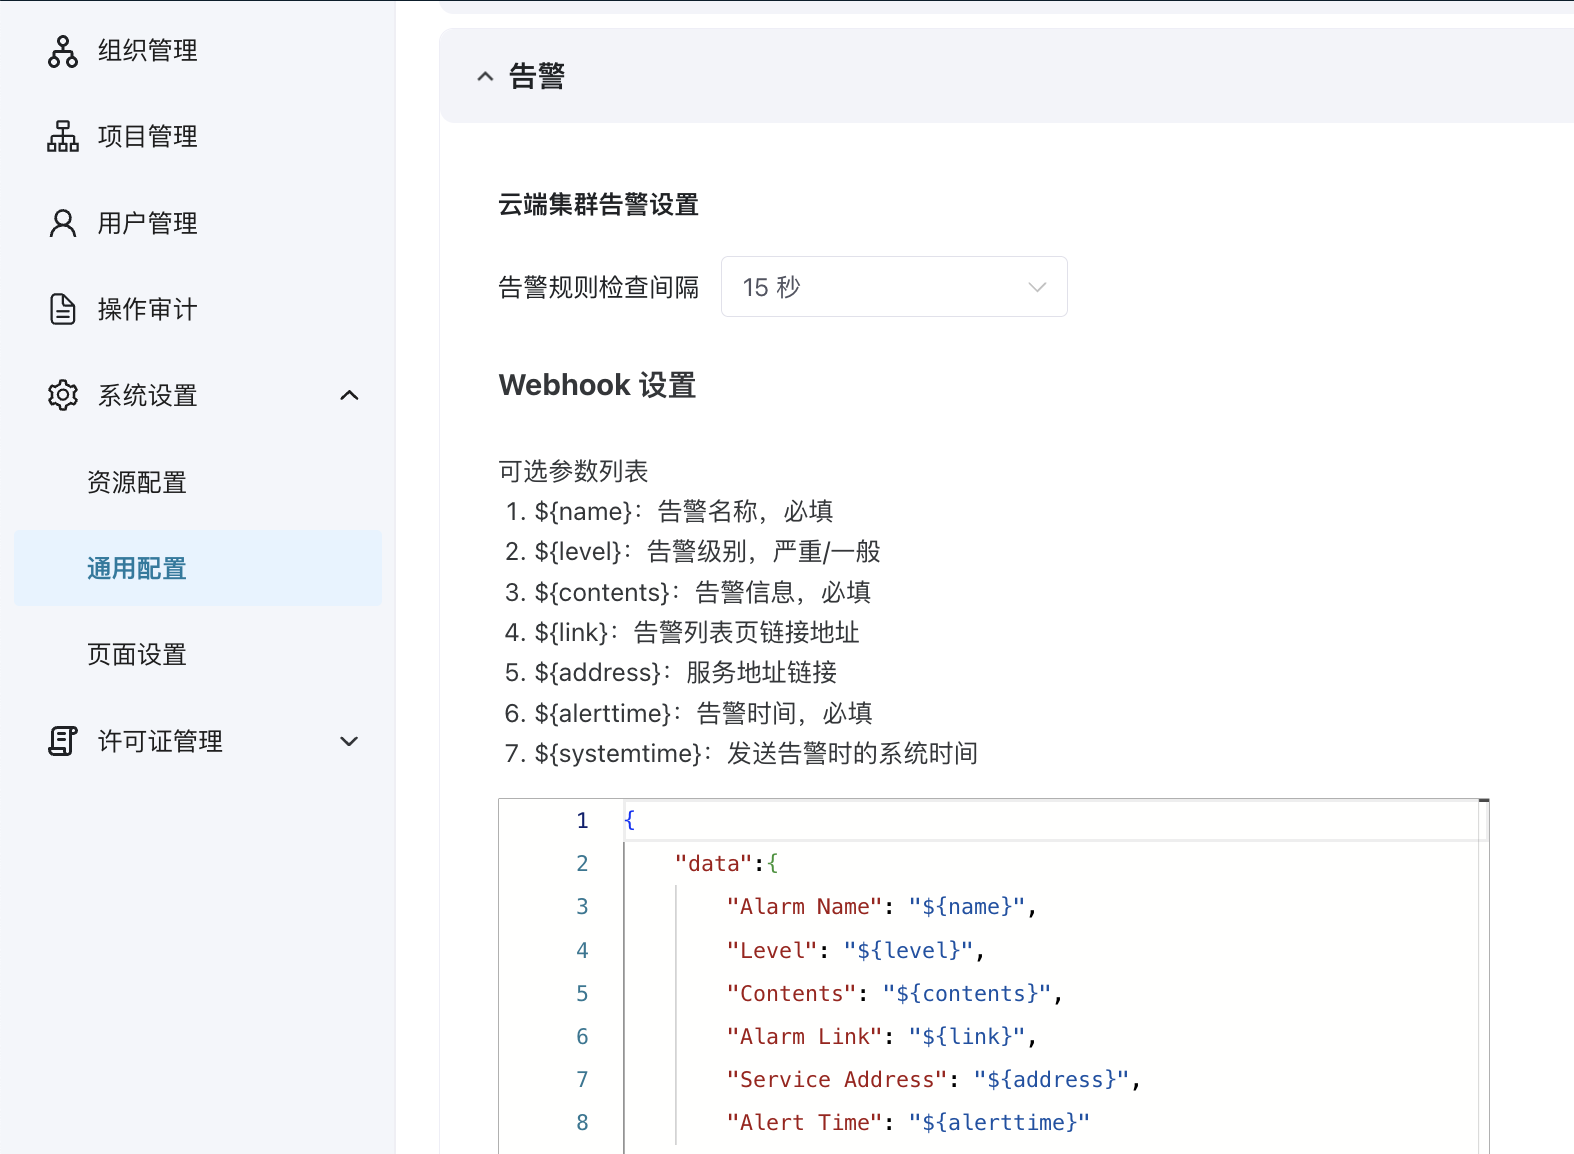 组织管理
项目管理
用户管理
操作审计
系统设置
资源配置
通用配置
页面设置
许可证管理
告警
云端集群告警设置
告警规则检查间隔 15 秒
Webhook 设置
可选参数列表
1. ${name}：告警名称，必填
2. ${level}：告警级别，严重/一般
3. ${contents}：告警信息，必填
4. ${link}：告警列表页链接地址
5. ${address}：服务地址链接
6. ${alerttime}：告警时间，必填
7. ${systemtime}：发送告警时的系统时间
1 {
2 "data":{
3 "Alarm Name": "${name}",
4 "Level": "${level}",
5 "Contents": "${contents}",
6 "Alarm Link": "${link}",
7 "Service Address": "${address}",
8 "Alert Time": "${alerttime}"